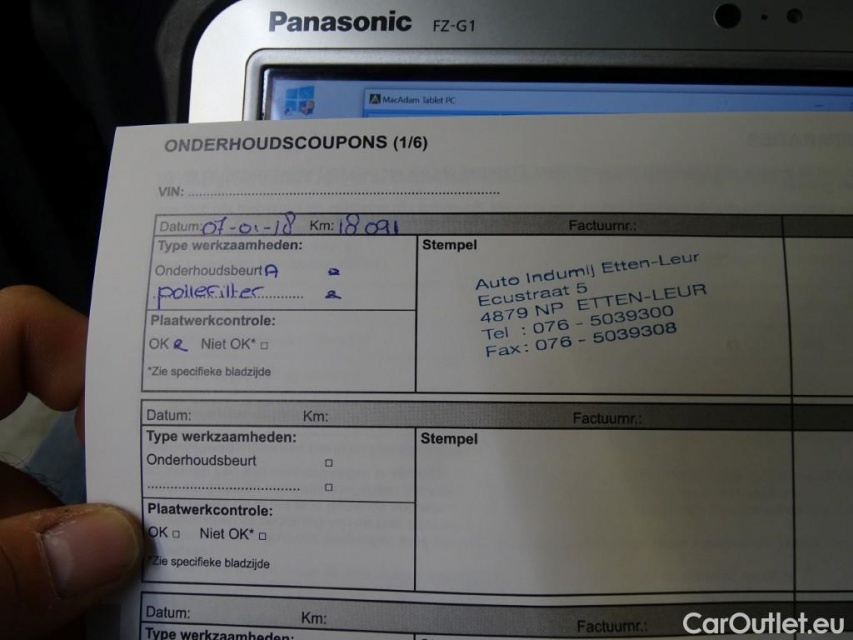 Panasonic FZ-G1
MacAdam Tablet PC
ONDERHOUDSCOUPONS (1/6)
VIN:
Datum: 07-01-18 Km: 18091 Factuurnr.:
Type werkzaamheden:
Onderhoudsbeurt A
pollefilter
Plaatwerkcontrole:
OK Niet OK*
*Zie specifieke bladzijde
Stempel
Auto Indumij Etten-Leur
Ecustraat 5
4879 NP ETTEN-LEUR
Tel : 076 - 5039300
Fax: 076 - 5039308
Datum: Km: Factuurnr.:
Type werkzaamheden:
Onderhoudsbeurt
Plaatwerkcontrole:
OK Niet OK*
*Zie specifieke bladzijde
Stempel
Datum: Km: Factuurnr.:
Type werkzaamheden:
CarOutlet.eu